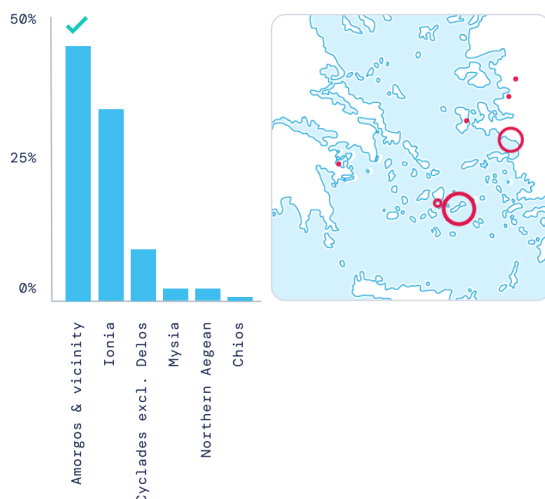 50%
25%
0%
Amorgos & vicinity
Ionia
Cyclades excl. Delos
Mysia
Northern Aegean
Chios